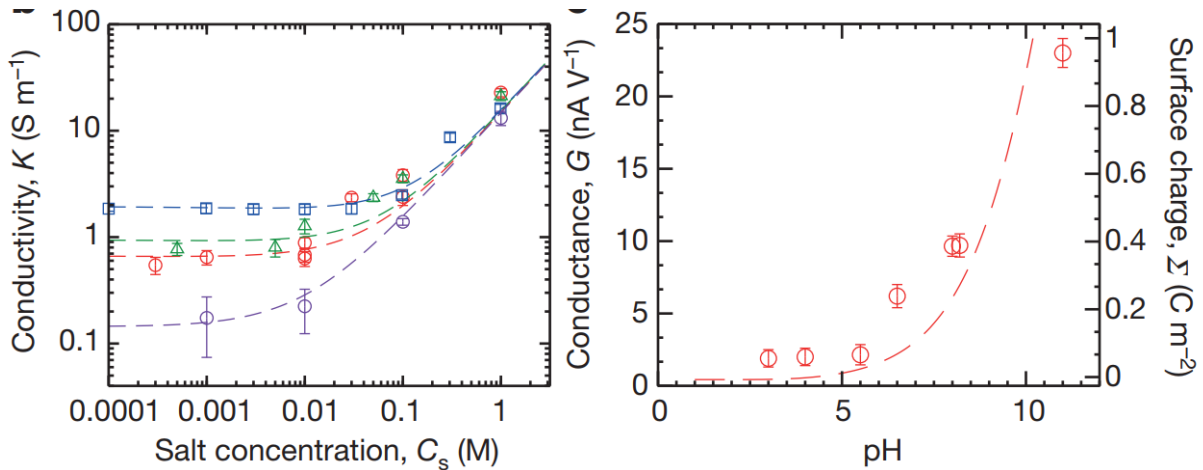 100
10
1
0.1
0.0001 0.001 0.01 0.1 1
Salt concentration, Cₛ (M)
Conductivity, K (S m⁻¹)
25
20
15
10
5
0
0 5 10
pH
Conductance, G (nA V⁻¹)
1
0.8
0.6
0.4
0.2
0
Surface charge, Σ (C m⁻²)